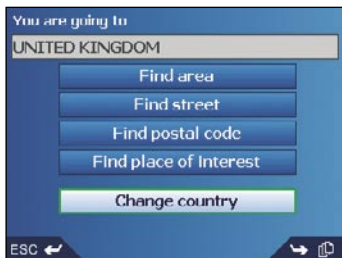 You are going to
UNITED KINGDOM
Find area
Find street
Find postal code
Find place of interest
Change country
ESC